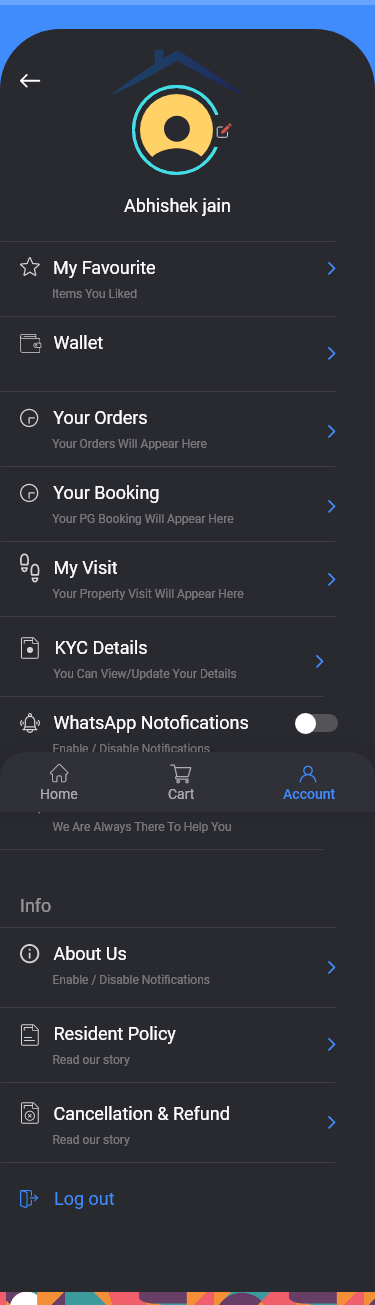 Abhishek jain
My Favourite
Items You Liked
Wallet
Your Orders
Your Orders Will Appear Here
Your Booking
Your PG Booking Will Appear Here
My Visit
Your Property Visit Will Appear Here
KYC Details
You Can View/Update Your Details
WhatsApp Notofications
Enable / Disable Notifications
Home
Cart
Account
We Are Always There To Help You
Info
About Us
Enable / Disable Notifications
Resident Policy
Read our story
Cancellation & Refund
Read our story
Log out